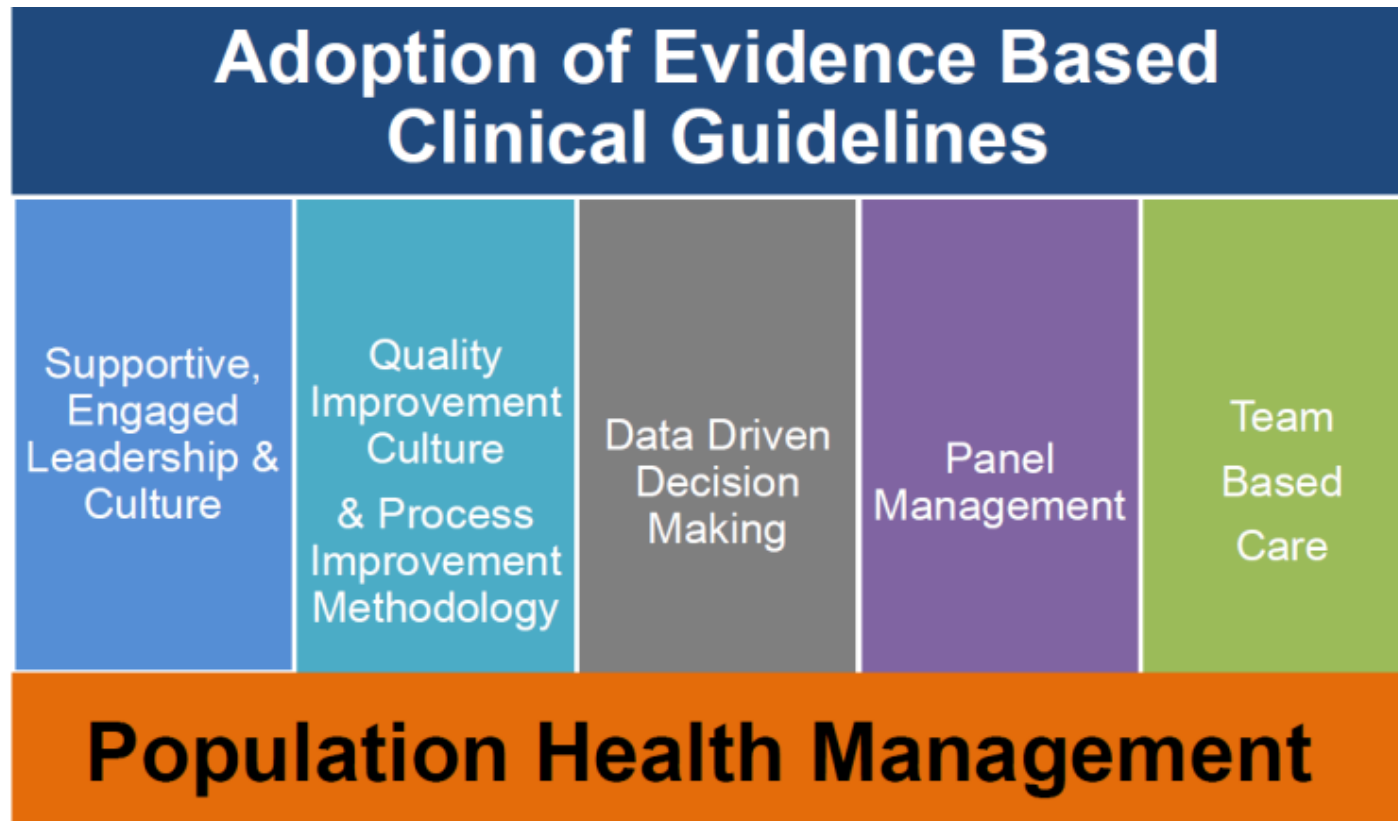 Adoption of Evidence Based
Clinical Guidelines
Supportive,
Engaged
Leadership &
Culture
Quality
Improvement
Culture
& Process
Improvement
Methodology
Data Driven
Decision
Making
Panel
Management
Team
Based
Care
Population Health Management